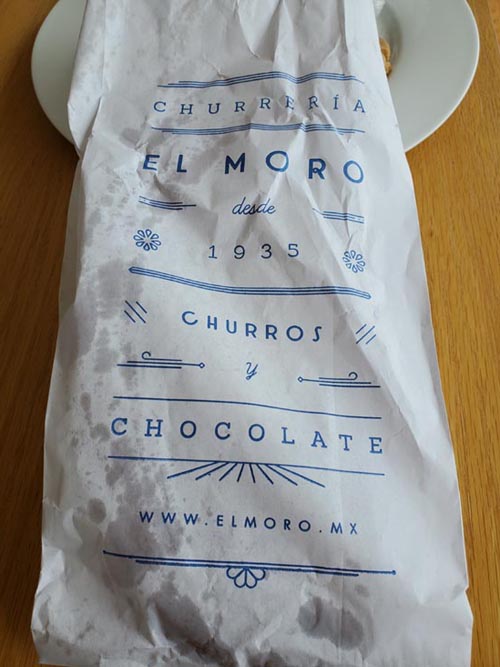 CHURRERÍA
EL MORO
desde
1935
CHURROS
y
CHOCOLATE
WWW.ELMORO.MX